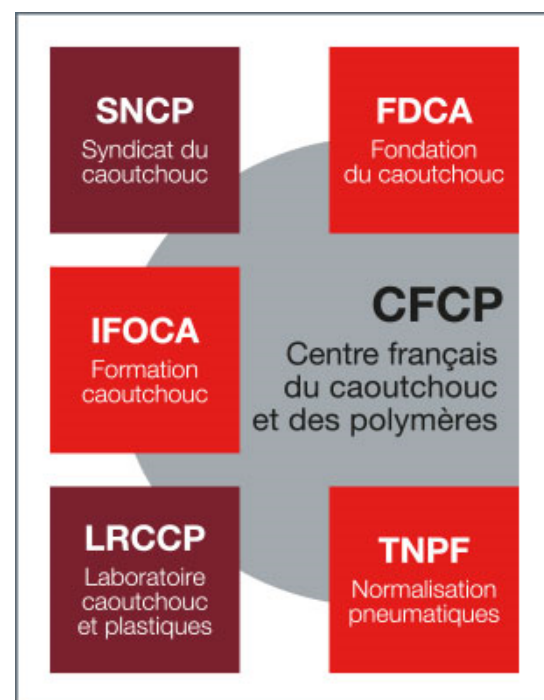 SNCP
Syndicat du
caoutchouc
FDCA
Fondation
du caoutchouc
IFOCA
Formation
caoutchouc
CFCP
Centre français
du caoutchouc
et des polymères
LRCCP
Laboratoire
caoutchouc
et plastiques
TNPF
Normalisation
pneumatiques